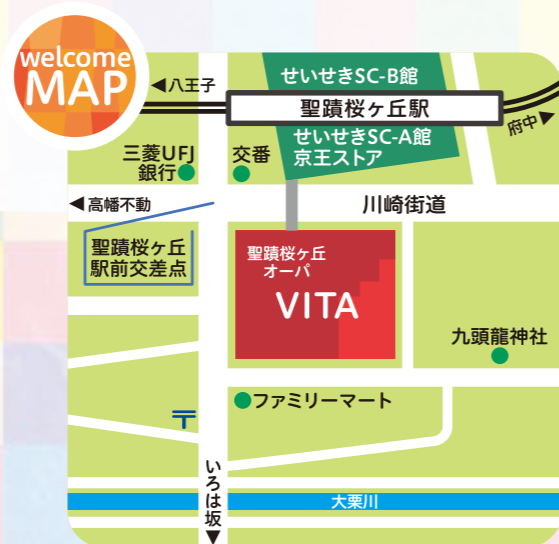 welcome
MAP
◀八王子
せいせきSC-B館
聖蹟桜ヶ丘駅
府中▶
せいせきSC-A館
京王ストア
三菱UFJ
銀行
交番
◀高幡不動
川崎街道
聖蹟桜ヶ丘
駅前交差点
聖蹟桜ヶ丘
オーパ
VITA
九頭龍神社
ファミリーマート
〒
いろは坂▼
大栗川